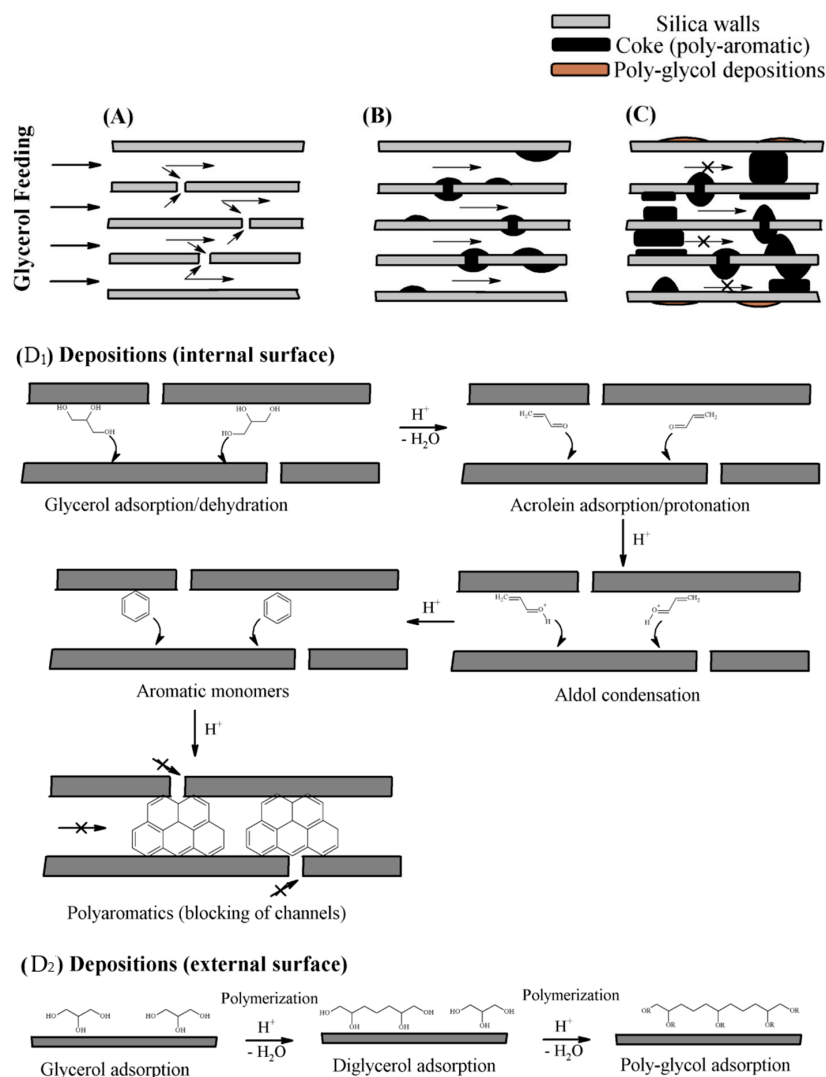 Silica walls
Coke (poly-aromatic)
Poly-glycol depositions
(A)
(B)
(C)
Glycerol Feeding
(D₁) Depositions (internal surface)
HO
OH
OH
OH
OH
HO
H⁺
- H₂O
H₂C
O
O
CH₂
Glycerol adsorption/dehydration
Acrolein adsorption/protonation
H⁺
H₂C
O⁺
H
O⁺
H
CH₂
H⁺
Aromatic monomers
Aldol condensation
H⁺
Polyaromatics (blocking of channels)
(D₂) Depositions (external surface)
HO
OH
OH
HO
OH
OH
Polymerization
H⁺
- H₂O
HO
OH
OH
OH
HO
OH
OH
Polymerization
H⁺
- H₂O
RO
OR
OR
OR
OR
Glycerol adsorption
Diglycerol adsorption
Poly-glycol adsorption